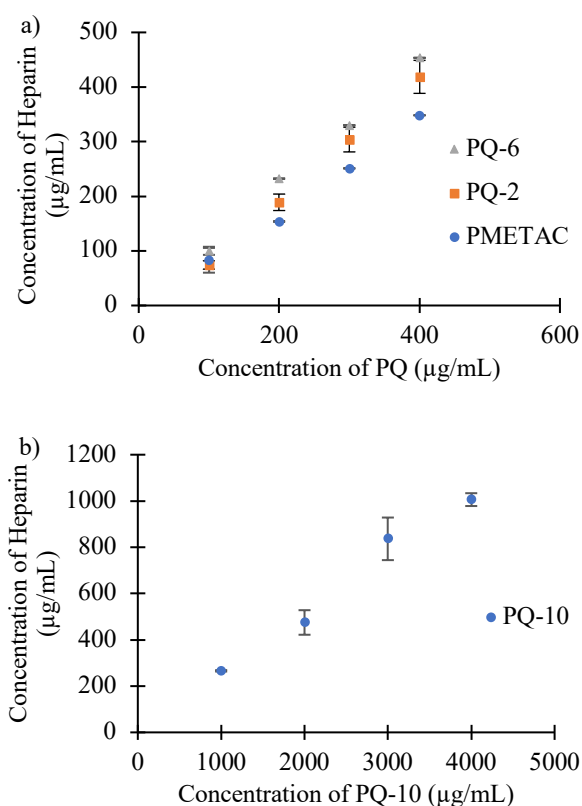 a)
Concentration of Heparin
(µg/mL)
500
400
300
200
100
0
PQ-6
PQ-2
PMETAC
0
200
400
600
Concentration of PQ (µg/mL)
b)
Concentration of Heparin
(µg/mL)
1200
1000
800
600
400
200
0
PQ-10
0
1000
2000
3000
4000
5000
Concentration of PQ-10 (µg/mL)